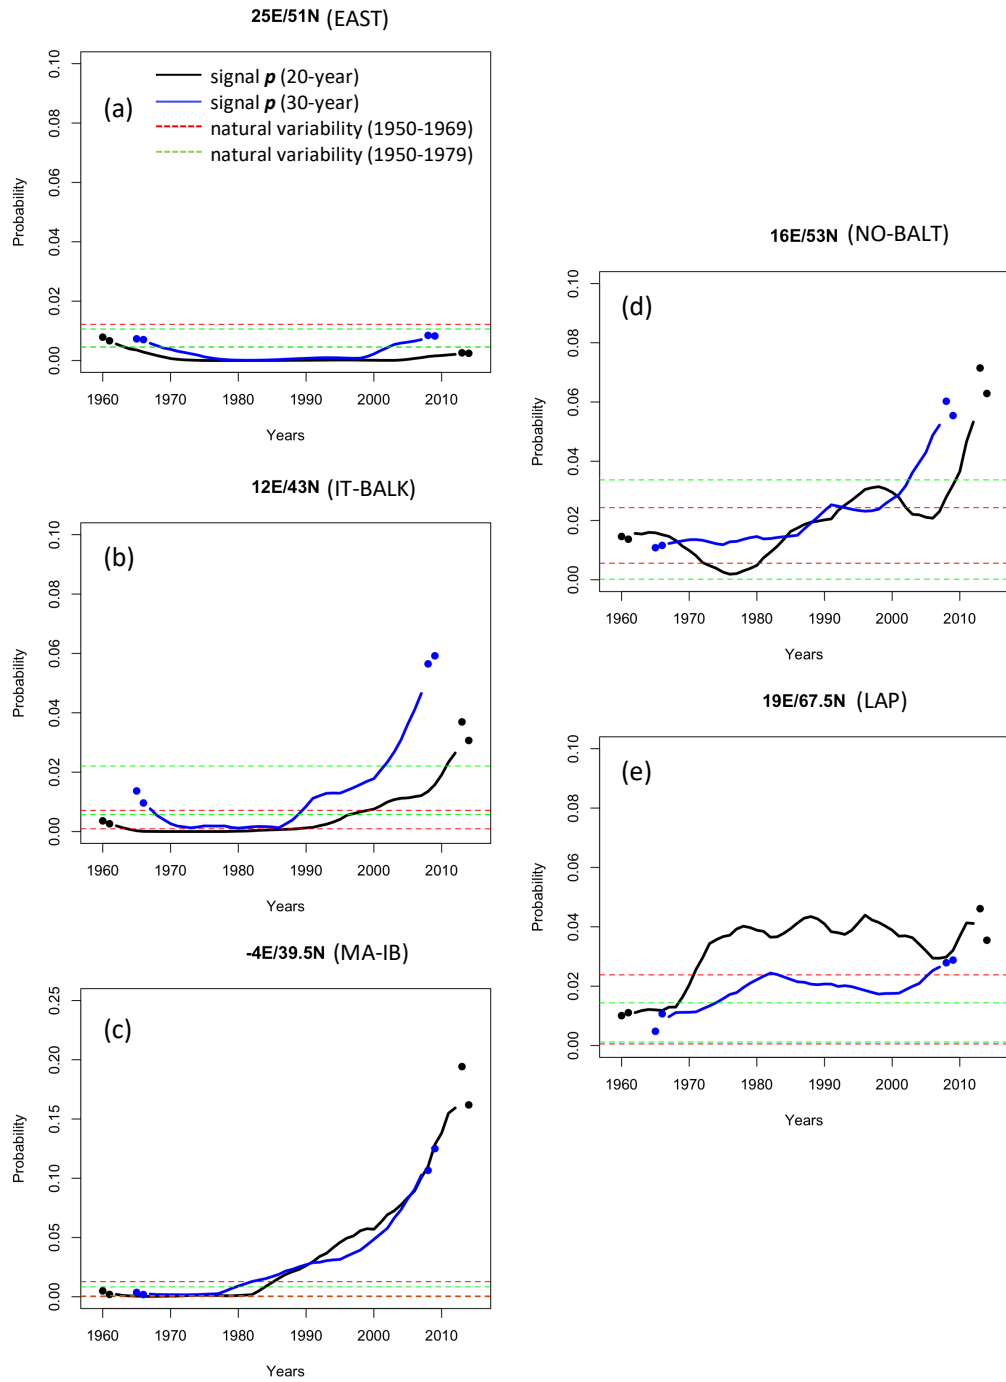 25E/51N (EAST)
(a)
signal p (20-year)
signal p (30-year)
natural variability (1950-1969)
natural variability (1950-1979)
0.10
0.08
0.06
0.04
0.02
0.00
Probability
1960 1970 1980 1990 2000 2010
Years
12E/43N (IT-BALK)
(b)
0.10
0.08
0.06
0.04
0.02
0.00
Probability
1960 1970 1980 1990 2000 2010
Years
-4E/39.5N (MA-IB)
(c)
0.25
0.20
0.15
0.10
0.05
0.00
Probability
1960 1970 1980 1990 2000 2010
Years
16E/53N (NO-BALT)
(d)
0.10
0.08
0.06
0.04
0.02
0.00
Probability
1960 1970 1980 1990 2000 2010
Years
19E/67.5N (LAP)
(e)
0.10
0.08
0.06
0.04
0.02
0.00
Probability
1960 1970 1980 1990 2000 2010
Years